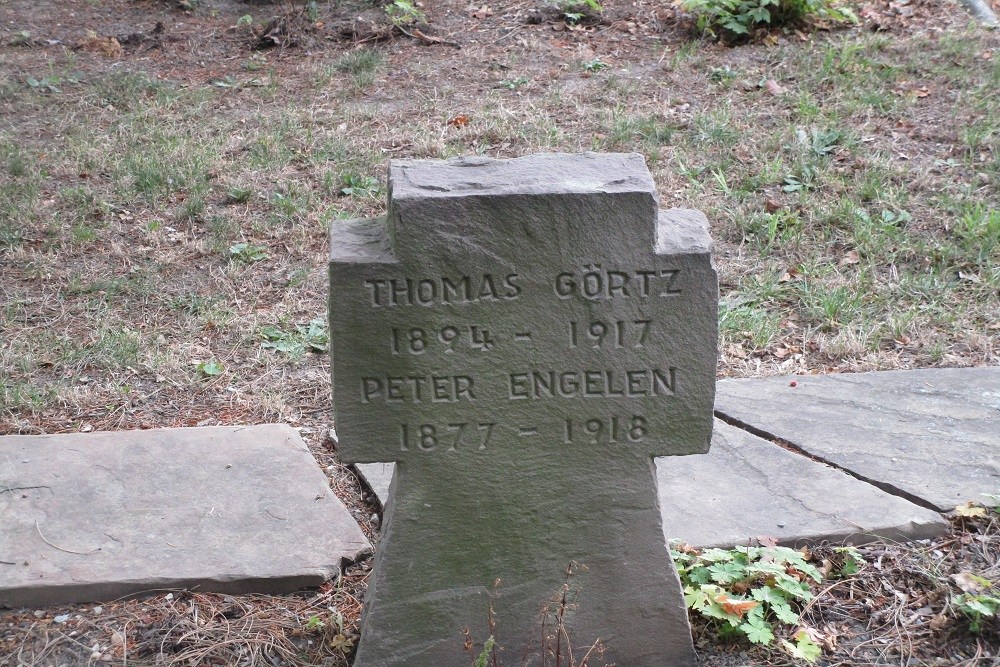 THOMAS GÖRTZ
1894 - 1917
PETER ENGELEN
1877 - 1918